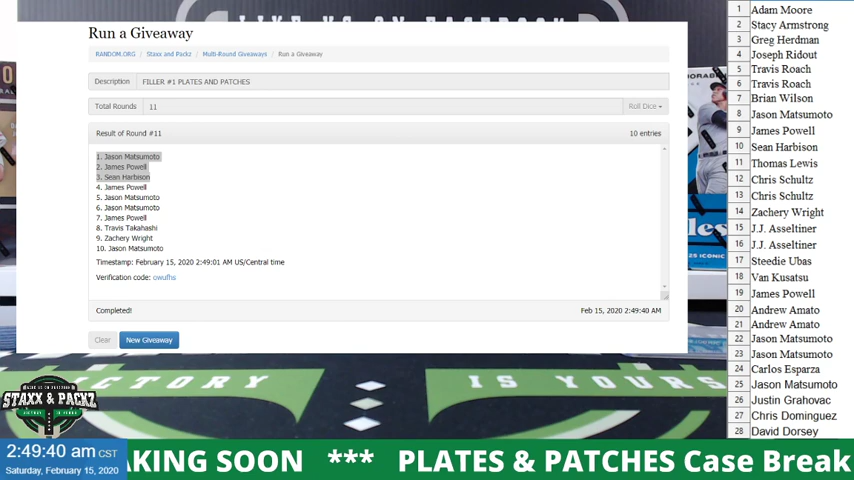 Run a Giveaway
RANDOM.ORG / Staxx and Packz / Multi-Round Giveaways / Run a Giveaway
Description FILLER #1 PLATES AND PATCHES
Total Rounds 11 Roll Dice
Result of Round #11 10 entries
1. Jason Matsumoto
2. James Powell
3. Sean Harbison
4. James Powell
5. Jason Matsumoto
6. Jason Matsumoto
7. James Powell
8. Travis Takahashi
9. Zachery Wright
10. Jason Matsumoto
Timestamp: February 15, 2020 2:49:01 AM US/Central time
Verification code: owufhs
Completed! Feb 15, 2020 2:49:40 AM
Clear New Giveaway
1 Adam Moore
2 Stacy Armstrong
3 Greg Herdman
4 Joseph Ridout
5 Travis Roach
6 Travis Roach
7 Brian Wilson
8 Jason Matsumoto
9 James Powell
10 Sean Harbison
11 Thomas Lewis
12 Chris Schultz
13 Chris Schultz
14 Zachery Wright
15 J.J. Asseltiner
16 J.J. Asseltiner
17 Steedie Ubas
18 Van Kusatsu
19 James Powell
20 Andrew Amato
21 Andrew Amato
22 Jason Matsumoto
23 Jason Matsumoto
24 Carlos Esparza
25 Jason Matsumoto
26 Justin Grahovac
27 Chris Dominguez
28 David Dorsey
VICTORY IS YOURS
STAXX & PACKZ
2:49:40 am CST
Saturday, February 15, 2020
AKING SOON *** PLATES & PATCHES Case Break